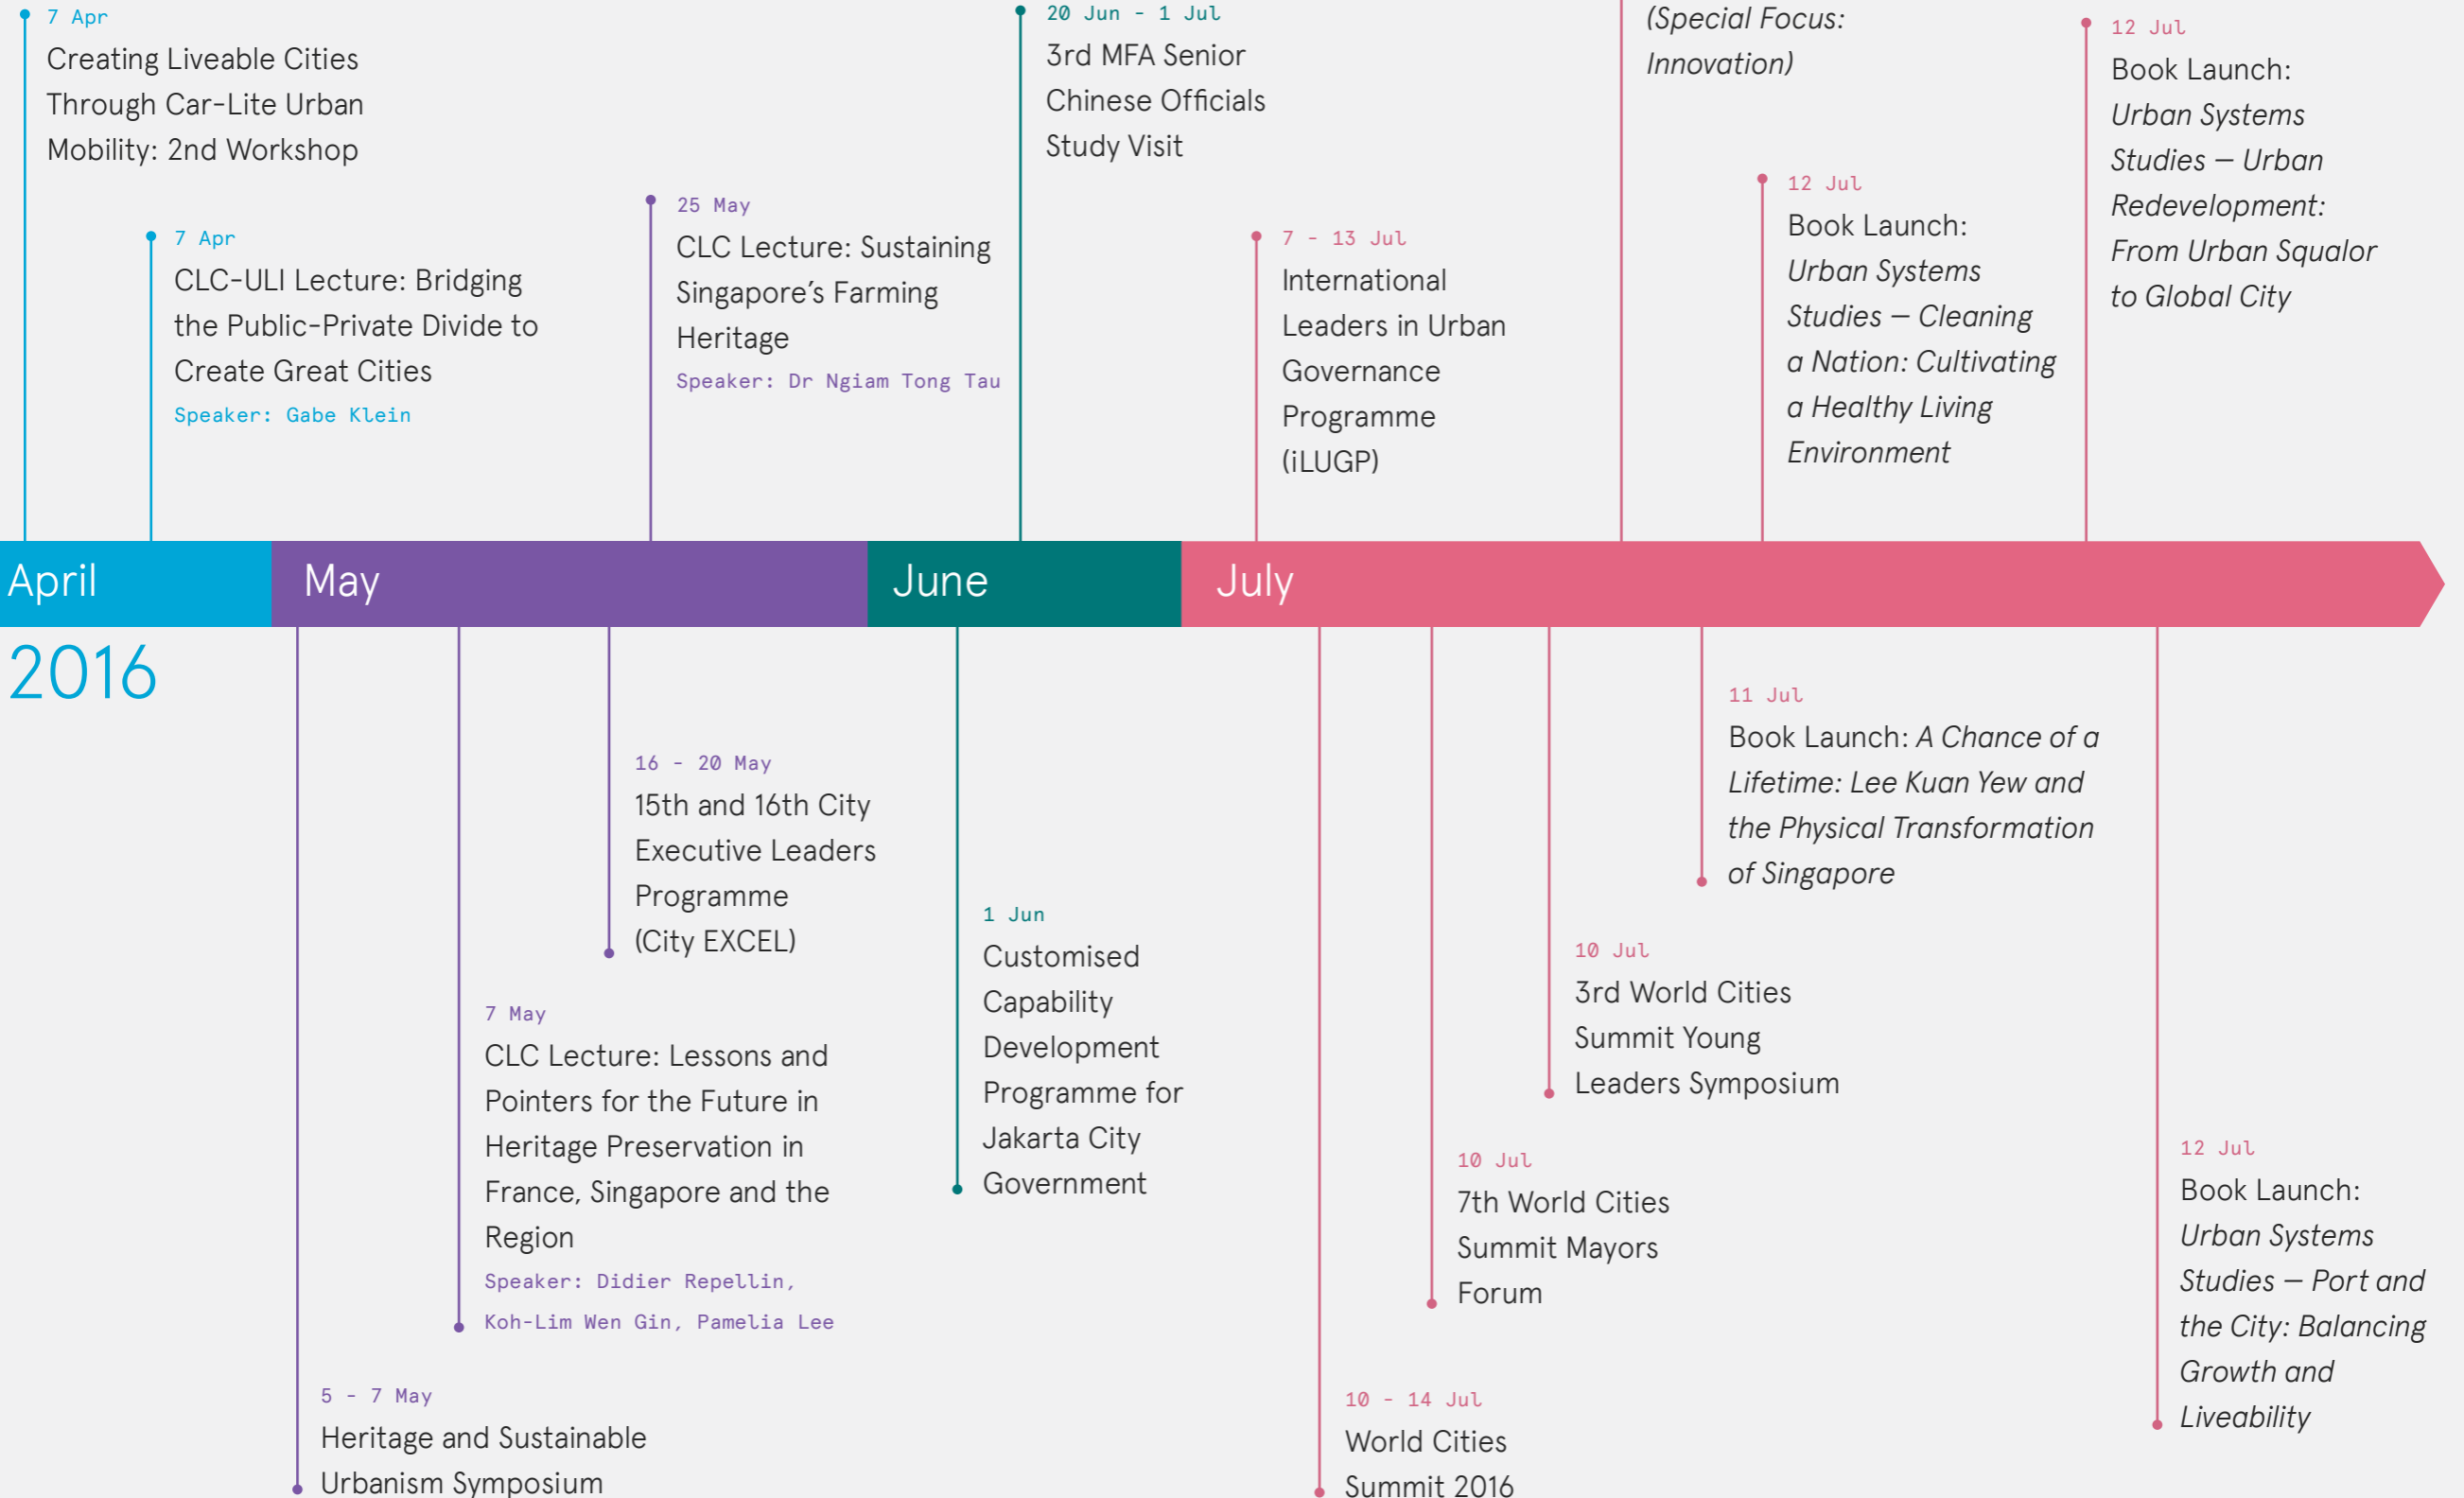 7 Apr
Creating Liveable Cities
Through Car-Lite Urban
Mobility: 2nd Workshop
7 Apr
CLC-ULI Lecture: Bridging
the Public-Private Divide to
Create Great Cities
Speaker: Gabe Klein
25 May
CLC Lecture: Sustaining
Singapore’s Farming
Heritage
Speaker: Dr Ngiam Tong Tau
20 Jun - 1 Jul
3rd MFA Senior
Chinese Officials
Study Visit
7 - 13 Jul
International
Leaders in Urban
Governance
Programme
(iLUGP)
(Special Focus:
Innovation)
12 Jul
Book Launch:
Urban Systems
Studies – Cleaning
a Nation: Cultivating
a Healthy Living
Environment
12 Jul
Book Launch:
Urban Systems
Studies – Urban
Redevelopment:
From Urban Squalor
to Global City
April
May
June
July
2016
5 - 7 May
Heritage and Sustainable
Urbanism Symposium
7 May
CLC Lecture: Lessons and
Pointers for the Future in
Heritage Preservation in
France, Singapore and the
Region
Speaker: Didier Repellin,
Koh-Lim Wen Gin, Pamelia Lee
16 - 20 May
15th and 16th City
Executive Leaders
Programme
(City EXCEL)
1 Jun
Customised
Capability
Development
Programme for
Jakarta City
Government
10 - 14 Jul
World Cities
Summit 2016
10 Jul
7th World Cities
Summit Mayors
Forum
10 Jul
3rd World Cities
Summit Young
Leaders Symposium
11 Jul
Book Launch: A Chance of a
Lifetime: Lee Kuan Yew and
the Physical Transformation
of Singapore
12 Jul
Book Launch:
Urban Systems
Studies – Port and
the City: Balancing
Growth and
Liveability